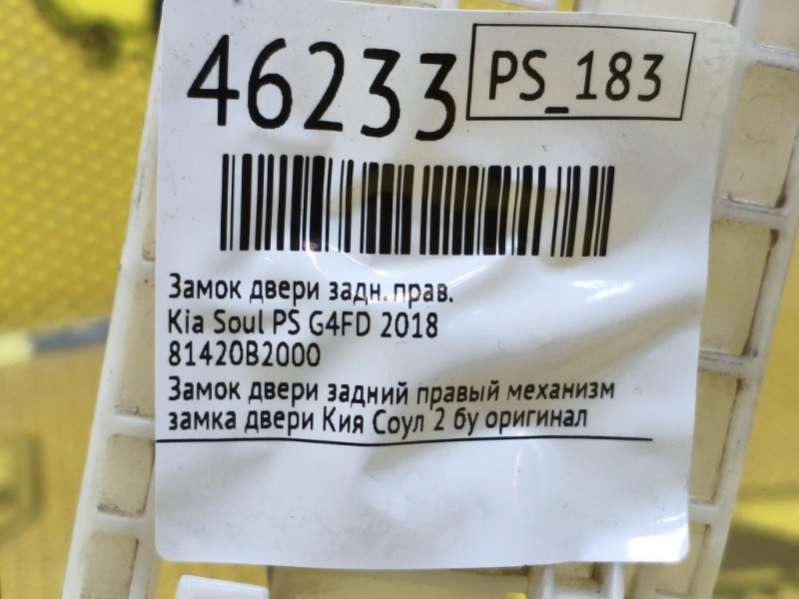 46233
PS_183
Замок двери задн. прав.
Kia Soul PS G4FD 2018
81420B2000
Замок двери задний правый механизм
замка двери Кия Соул 2 бу оригинал